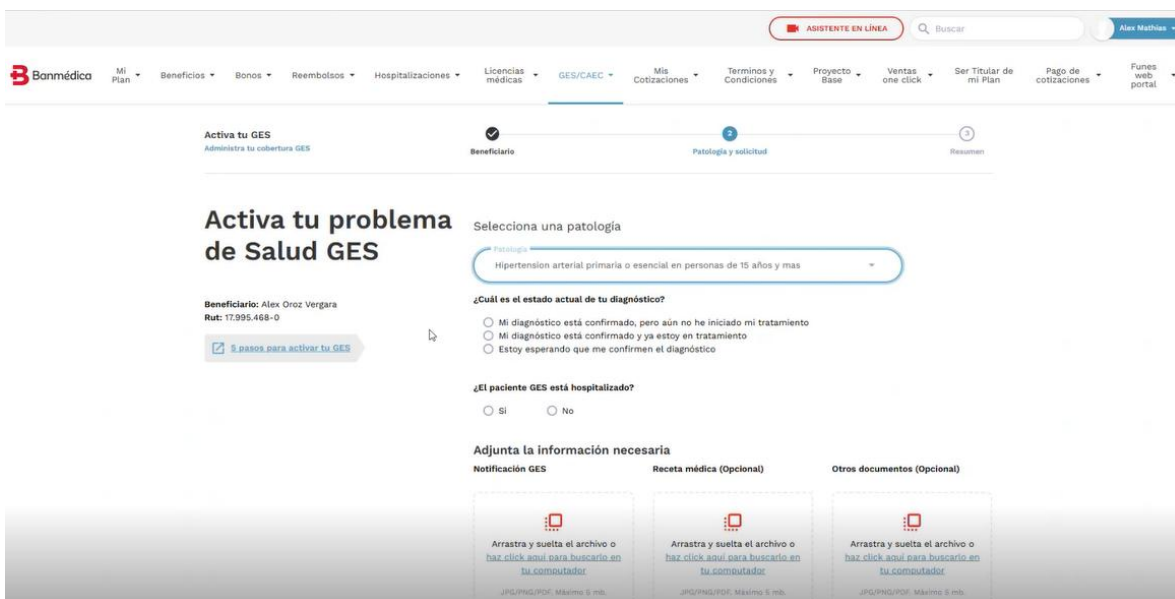 ASISTENTE EN LÍNEA
Buscar
Alex Mathias
Banmédica
Mi Plan
Beneficios
Bonos
Reembolsos
Hospitalizaciones
Licencias médicas
GES/CAEC
Mis Cotizaciones
Terminos y Condiciones
Proyecto Base
Ventas one click
Ser Titular de mi Plan
Pago de cotizaciones
Funes web portal
Activa tu GES
Administra tu cobertura GES
Beneficiario
2
Patología y solicitud
3
Resumen
Activa tu problema
de Salud GES
Beneficiario: Alex Oroz Vergara
Rut: 17.995.468-0
5 pasos para activar tu GES
Selecciona una patología
Patología
Hipertension arterial primaria o esencial en personas de 15 años y mas
¿Cuál es el estado actual de tu diagnóstico?
Mi diagnóstico está confirmado, pero aún no he iniciado mi tratamiento
Mi diagnóstico está confirmado y ya estoy en tratamiento
Estoy esperando que me confirmen el diagnóstico
¿El paciente GES está hospitalizado?
Si
No
Adjunta la información necesaria
Notificación GES
Arrastra y suelta el archivo o
haz click aquí para buscarlo en
tu computador
JPG/PNG/PDF. Máximo 5 mb.
Receta médica (Opcional)
Arrastra y suelta el archivo o
haz click aquí para buscarlo en
tu computador
JPG/PNG/PDF. Máximo 5 mb.
Otros documentos (Opcional)
Arrastra y suelta el archivo o
haz click aquí para buscarlo en
tu computador
JPG/PNG/PDF. Máximo 5 mb.